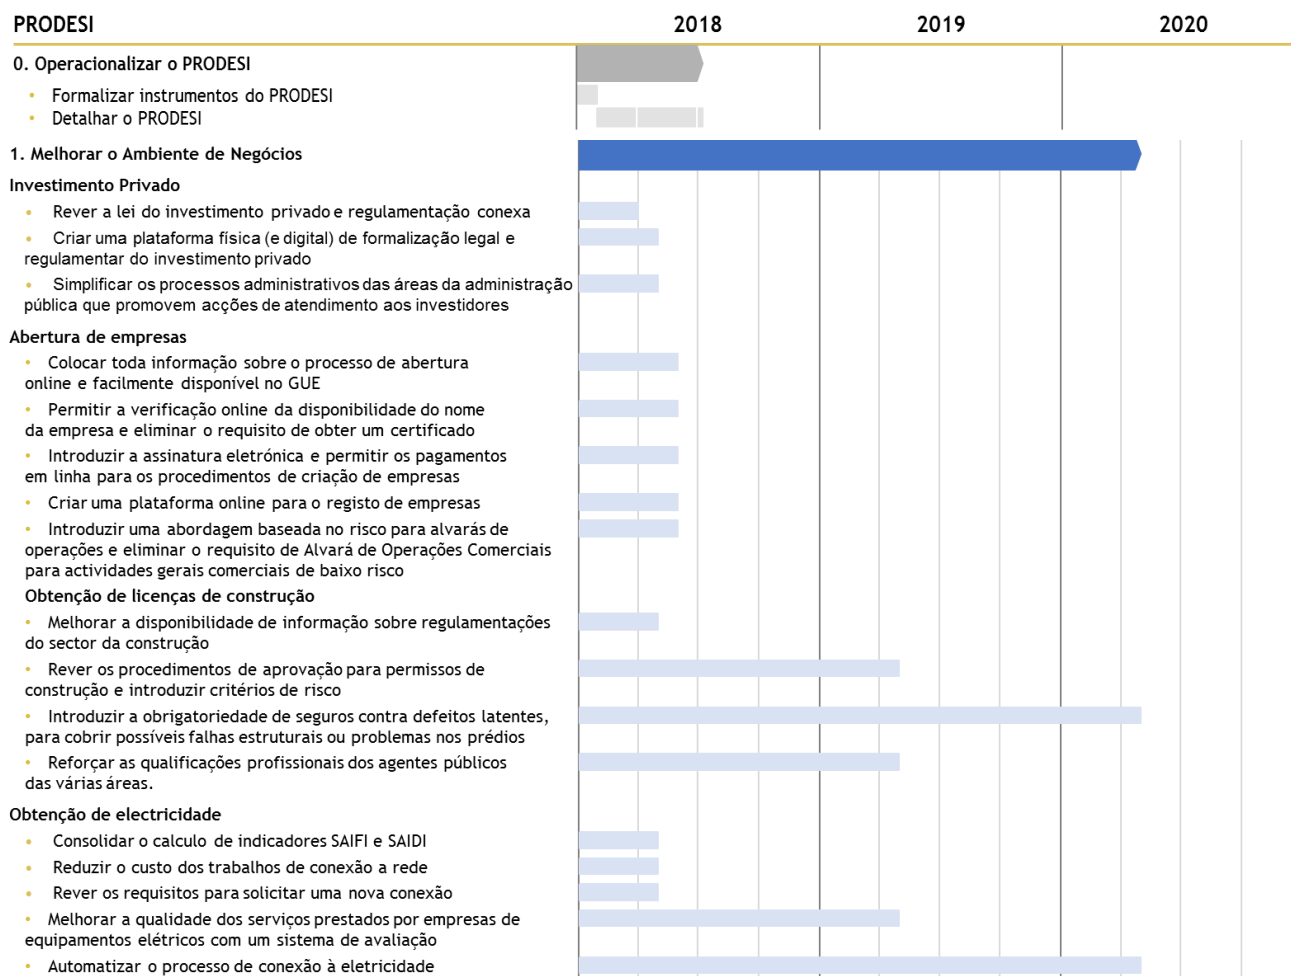 PRODESI 2018 2019 2020
0. Operacionalizar o PRODESI
• Formalizar instrumentos do PRODESI
• Detalhar o PRODESI
1. Melhorar o Ambiente de Negócios
Investimento Privado
• Rever a lei do investimento privado e regulamentação conexa
• Criar uma plataforma física (e digital) de formalização legal e
regulamentar do investimento privado
• Simplificar os processos administrativos das áreas da administração
pública que promovem acções de atendimento aos investidores
Abertura de empresas
• Colocar toda informação sobre o processo de abertura
online e facilmente disponível no GUE
• Permitir a verificação online da disponibilidade do nome
da empresa e eliminar o requisito de obter um certificado
• Introduzir a assinatura eletrónica e permitir os pagamentos
em linha para os procedimentos de criação de empresas
• Criar uma plataforma online para o registo de empresas
• Introduzir uma abordagem baseada no risco para alvarás de
operações e eliminar o requisito de Alvará de Operações Comerciais
para actividades gerais comerciais de baixo risco
Obtenção de licenças de construção
• Melhorar a disponibilidade de informação sobre regulamentações
do sector da construção
• Rever os procedimentos de aprovação para permissos de
construção e introduzir critérios de risco
• Introduzir a obrigatoriedade de seguros contra defeitos latentes,
para cobrir possíveis falhas estruturais ou problemas nos prédios
• Reforçar as qualificações profissionais dos agentes públicos
das várias áreas.
Obtenção de electricidade
• Consolidar o calculo de indicadores SAIFI e SAIDI
• Reduzir o custo dos trabalhos de conexão a rede
• Rever os requisitos para solicitar uma nova conexão
• Melhorar a qualidade dos serviços prestados por empresas de
equipamentos elétricos com um sistema de avaliação
• Automatizar o processo de conexão à eletricidade